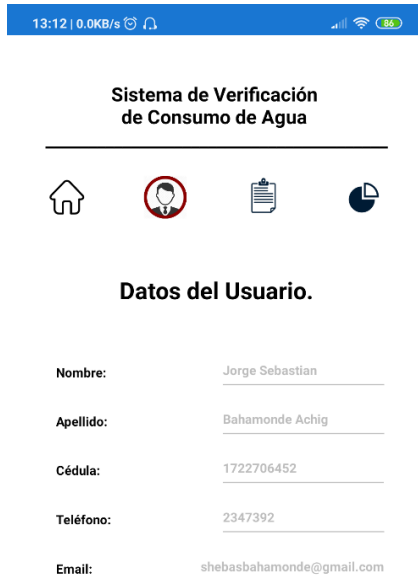 13:12 | 0.0KB/s 86
Sistema de Verificación
de Consumo de Agua
Datos del Usuario.
Nombre: Jorge Sebastian
Apellido: Bahamonde Achig
Cédula: 1722706452
Teléfono: 2347392
Email: shebasbahamonde@gmail.com